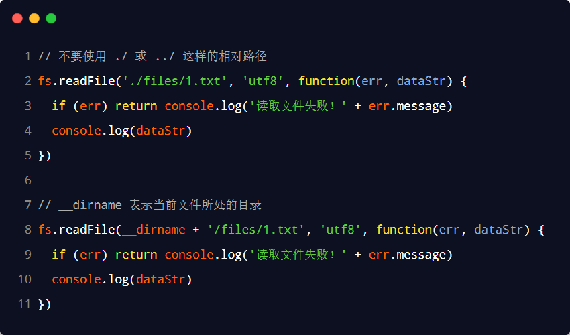 1 // 不要使用 ./ 或 ../ 这样的相对路径
2 fs.readFile('./files/1.txt', 'utf8', function(err, dataStr) {
3   if (err) return console.log('读取文件失败！' + err.message)
4   console.log(dataStr)
5 })
6
7 // __dirname 表示当前文件所处的目录
8 fs.readFile(__dirname + '/files/1.txt', 'utf8', function(err, dataStr) {
9   if (err) return console.log('读取文件失败！' + err.message)
10   console.log(dataStr)
11 })